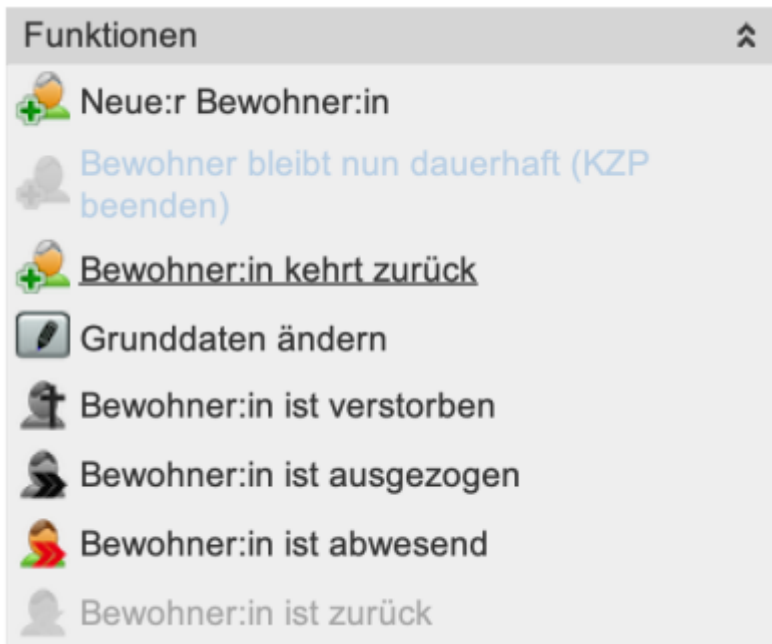 Funktionen
Neue:r Bewohner:in
Bewohner bleibt nun dauerhaft (KZP
beenden)
Bewohner:in kehrt zurück
Grunddaten ändern
Bewohner:in ist verstorben
Bewohner:in ist ausgezogen
Bewohner:in ist abwesend
Bewohner:in ist zurück